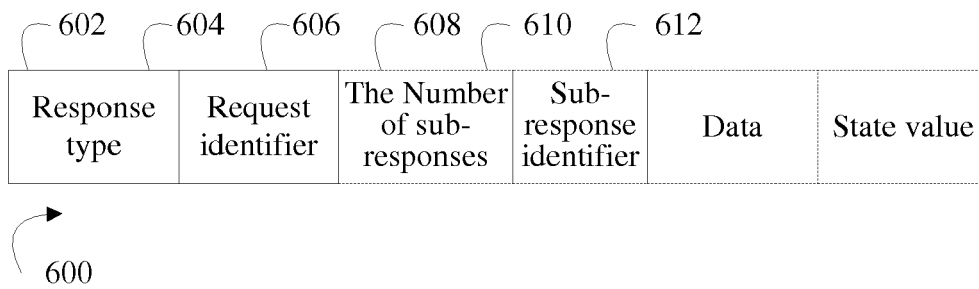 602 604 606 608 610 612
Response type
Request identifier
The Number of sub-responses
Sub-response identifier
Data
State value
600